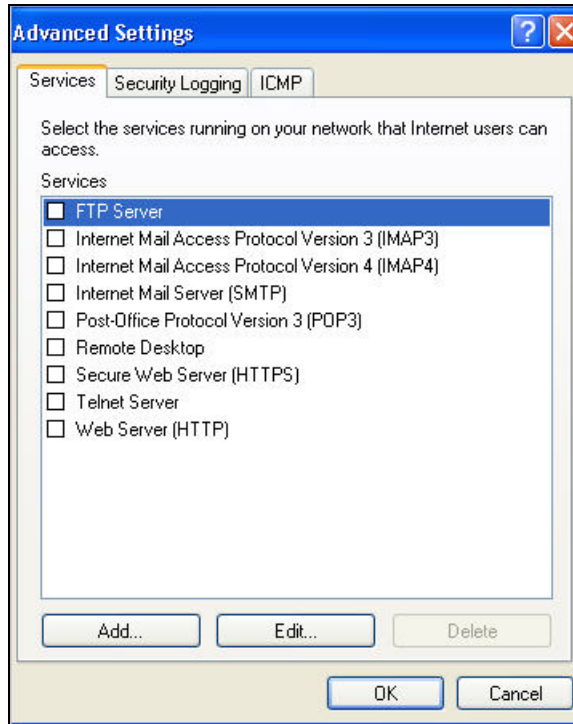 Advanced Settings
Services Security Logging ICMP
Select the services running on your network that Internet users can
access.
Services
FTP Server
Internet Mail Access Protocol Version 3 (IMAP3)
Internet Mail Access Protocol Version 4 (IMAP4)
Internet Mail Server (SMTP)
Post-Office Protocol Version 3 (POP3)
Remote Desktop
Secure Web Server (HTTPS)
Telnet Server
Web Server (HTTP)
Add... Edit... Delete
OK Cancel